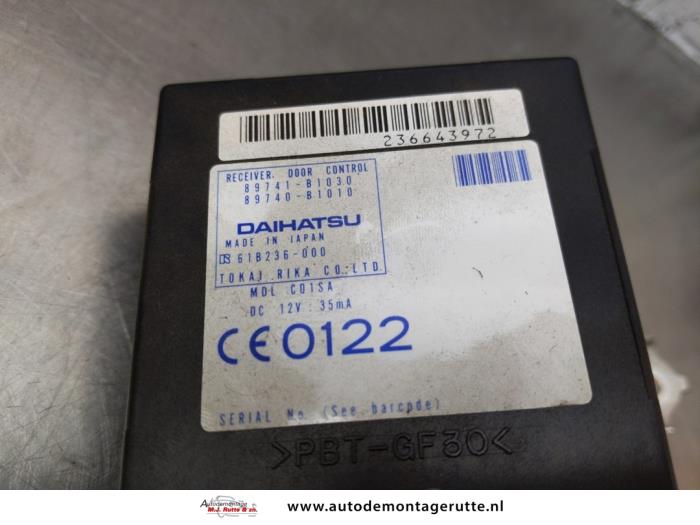 236643972
RECEIVER, DOOR CONTROL
89741-B1030
89740-B1010
DAIHATSU
MADE IN JAPAN
61B236-000
TOKAI RIKA CO.,LTD.
MDL C01SA
DC 12V 35mA
CE0122
SERIAL No. (See barcode)
>PBT-GF30<
Autodemontage
M.J. Rutte & zn.
www.autodemontagerutte.nl